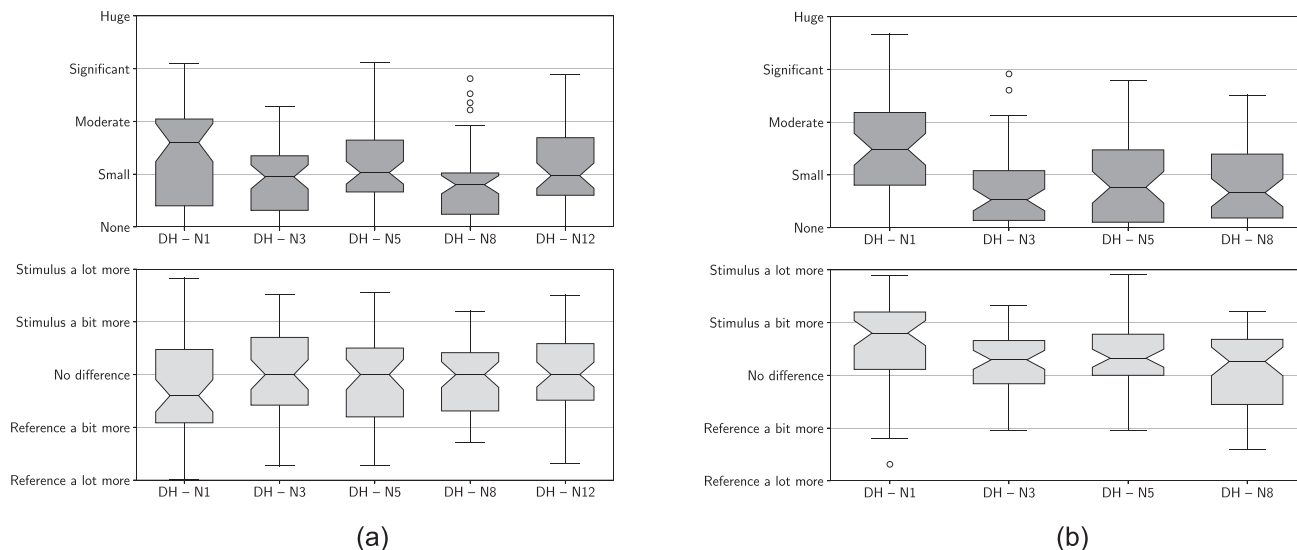 Huge
Significant
Moderate
Small
None
DH – N1 DH – N3 DH – N5 DH – N8 DH – N12
Stimulus a lot more
Stimulus a bit more
No difference
Reference a bit more
Reference a lot more
DH – N1 DH – N3 DH – N5 DH – N8 DH – N12
(a)
Huge
Significant
Moderate
Small
None
DH – N1 DH – N3 DH – N5 DH – N8
Stimulus a lot more
Stimulus a bit more
No difference
Reference a bit more
Reference a lot more
DH – N1 DH – N3 DH – N5 DH – N8
(b)